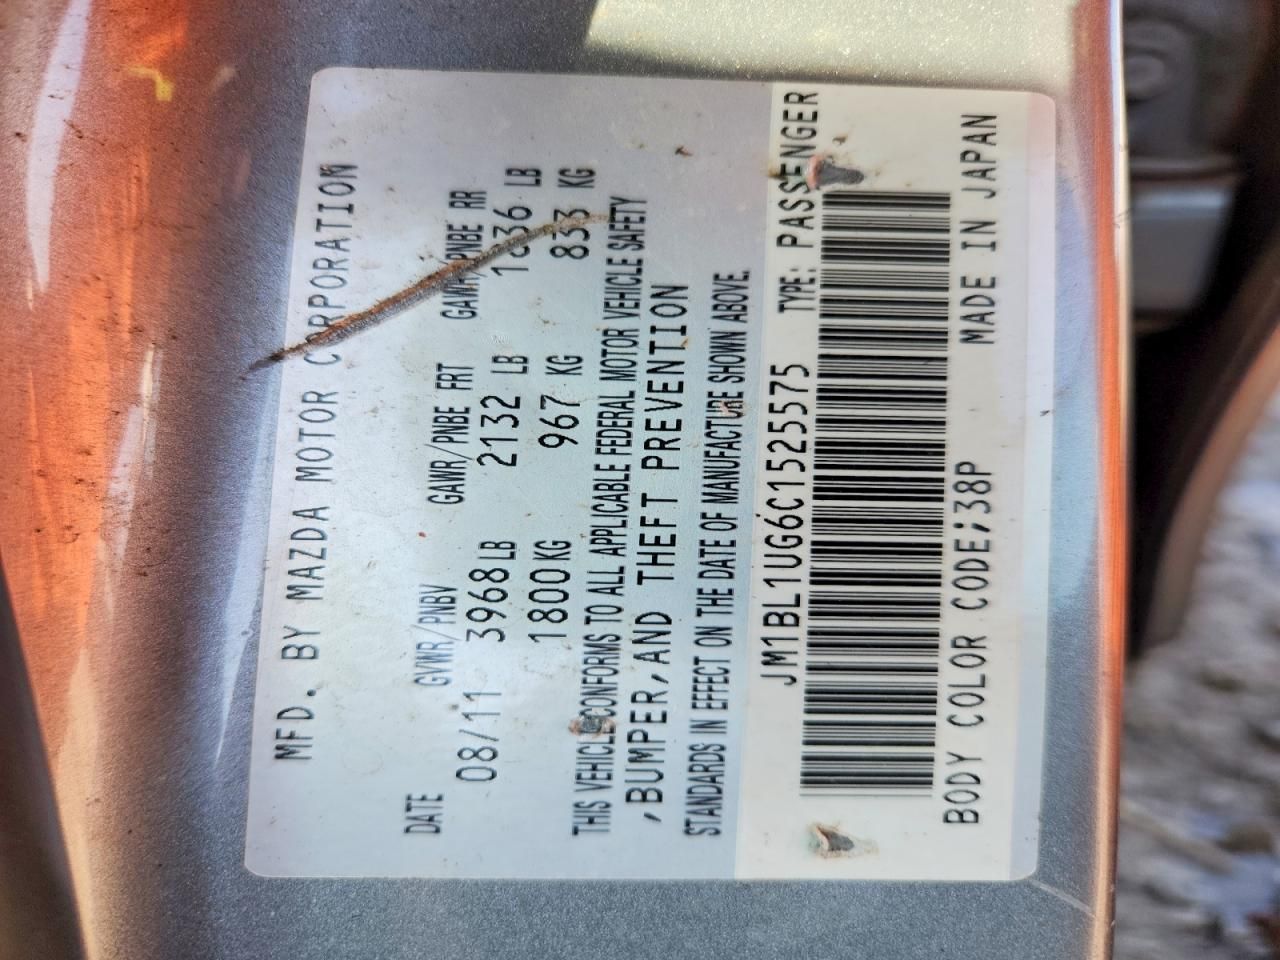 MFD. BY MAZDA MOTOR CORPORATION
DATE GVWR/PNBV GAWR/PNBE FRT GAWR/PNBE RR
08/11 3968 LB 2132 LB 1836 LB
1800 KG 967 KG 833 KG
THIS VEHICLE CONFORMS TO ALL APPLICABLE FEDERAL MOTOR VEHICLE SAFETY
,BUMPER,AND THEFT PREVENTION
STANDARDS IN EFFECT ON THE DATE OF MANUFACTURE SHOWN ABOVE.
JM1BL1UG6C1525575 TYPE: PASSENGER
BODY COLOR CODE;38P MADE IN JAPAN